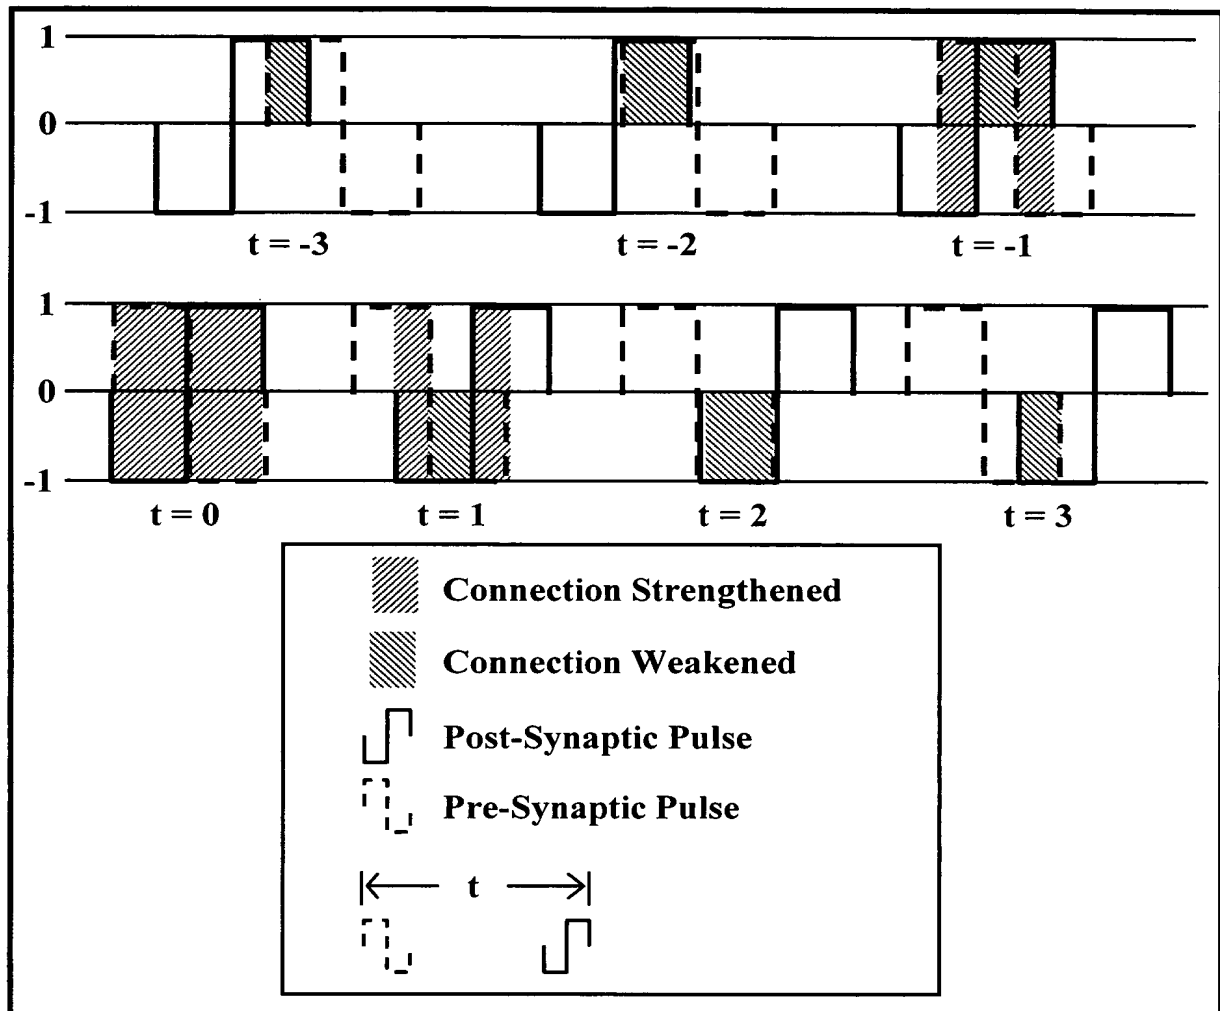 1
0
-1
t = -3 t = -2 t = -1
1
0
-1
t = 0 t = 1 t = 2 t = 3
Connection Strengthened
Connection Weakened
Post-Synaptic Pulse
Pre-Synaptic Pulse
t